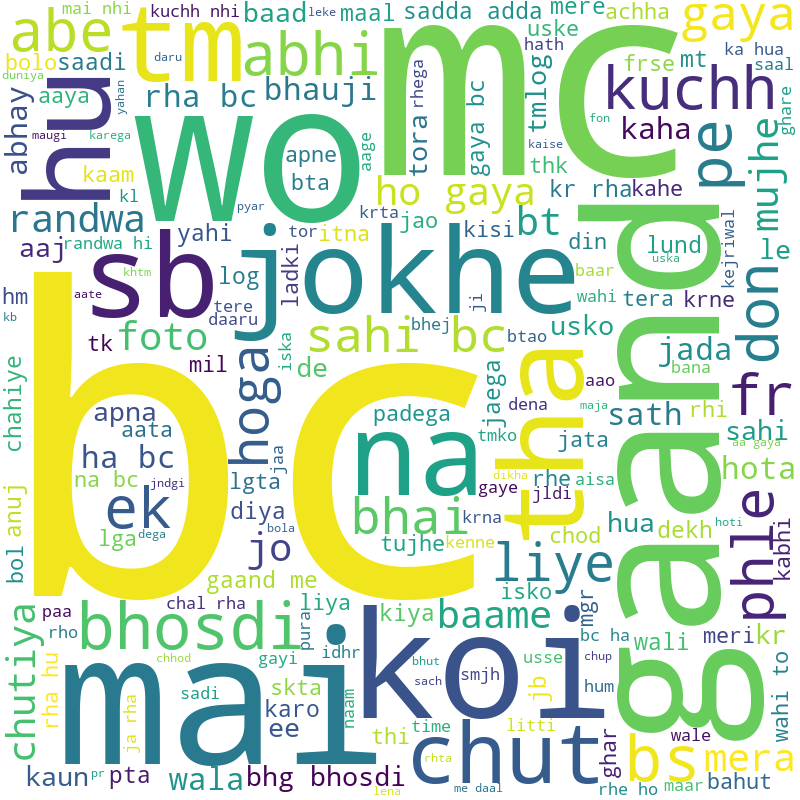 mai nhi
kuchh nhi
baad
leke
maal
sadda adda
mere
achha
gaya
abe
tm
abhi
mc
uske
hath
ka hua
bolo
saadi
daru
frse
mt
saal
duniya
aaya
hu
yahan
rha bc
bhauji
tora
rhega
gaya bc
tmlog
kuchh
ghare
abhay
maugi
karega
wo
apne
aage
kaise
fon
kaha
pe
mujhe
kaam
bta
thk
kl
pyar
ho gaya
kr rha
kahe
randwa
yahi
krta
jao
kisi
bt
gaand
aaj
randwa hi
tor
itna
din
lund
kejriwal
le
sb
jokhe
ladki
uska
hm
aate
khtm
log
tere
ji
baar
don
kb
daaru
wahi
tera
krne
bc
foto
sahi bc
bhej
btao
usko
tk
mil
hoga
iska
de
jaega
tha
aao
jada
bana
fr
chahiye
apna
padega
dena
maja
sath
rhi
sahi
aata
na
tmko
jata
aa gaya
ha bc
jaa
na bc
jndgi
lgta
dikha
rhe
aisa
hota
anuj
ek
gaye
jldi
phle
diya
bhai
krna
hua
dekh
hoti
kabhi
lga
dega
jo
bola
tujhe
kenne
chod
bol
gaand me
liye
isko
chutiya
paa
chal rha
liya
kiya
baame
mgr
meri
kr
rho
bhosdi
pura
koi
bc ha
wali
wahi to
rha hu
chhod
gayi
idhr
bhut
usse
chup
mai
sadi
skta
sach
smjh
jb
hum
naam
karo
ja rha
ee
thi
time
litti
ghar
bs
wale
mera
chut
kaun
pr
pta
wala
bhg bhosdi
rhta
lena
me daal
rhe ho
maar
bahut